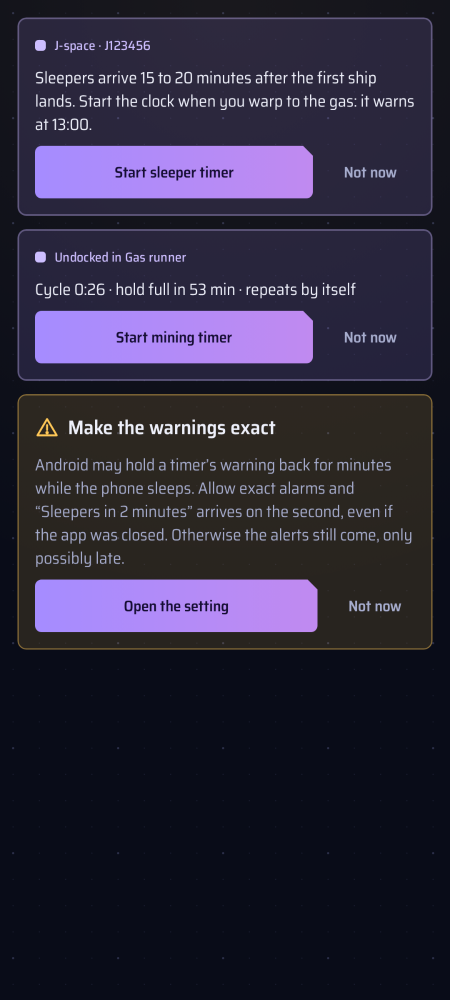 J-space · J123456
Sleepers arrive 15 to 20 minutes after the first ship
lands. Start the clock when you warp to the gas: it warns
at 13:00.
Start sleeper timer
Not now
Undocked in Gas runner
Cycle 0:26 · hold full in 53 min · repeats by itself
Start mining timer
Not now
Make the warnings exact
Android may hold a timer's warning back for minutes
while the phone sleeps. Allow exact alarms and
“Sleepers in 2 minutes” arrives on the second, even if
the app was closed. Otherwise the alerts still come, only
possibly late.
Open the setting
Not now